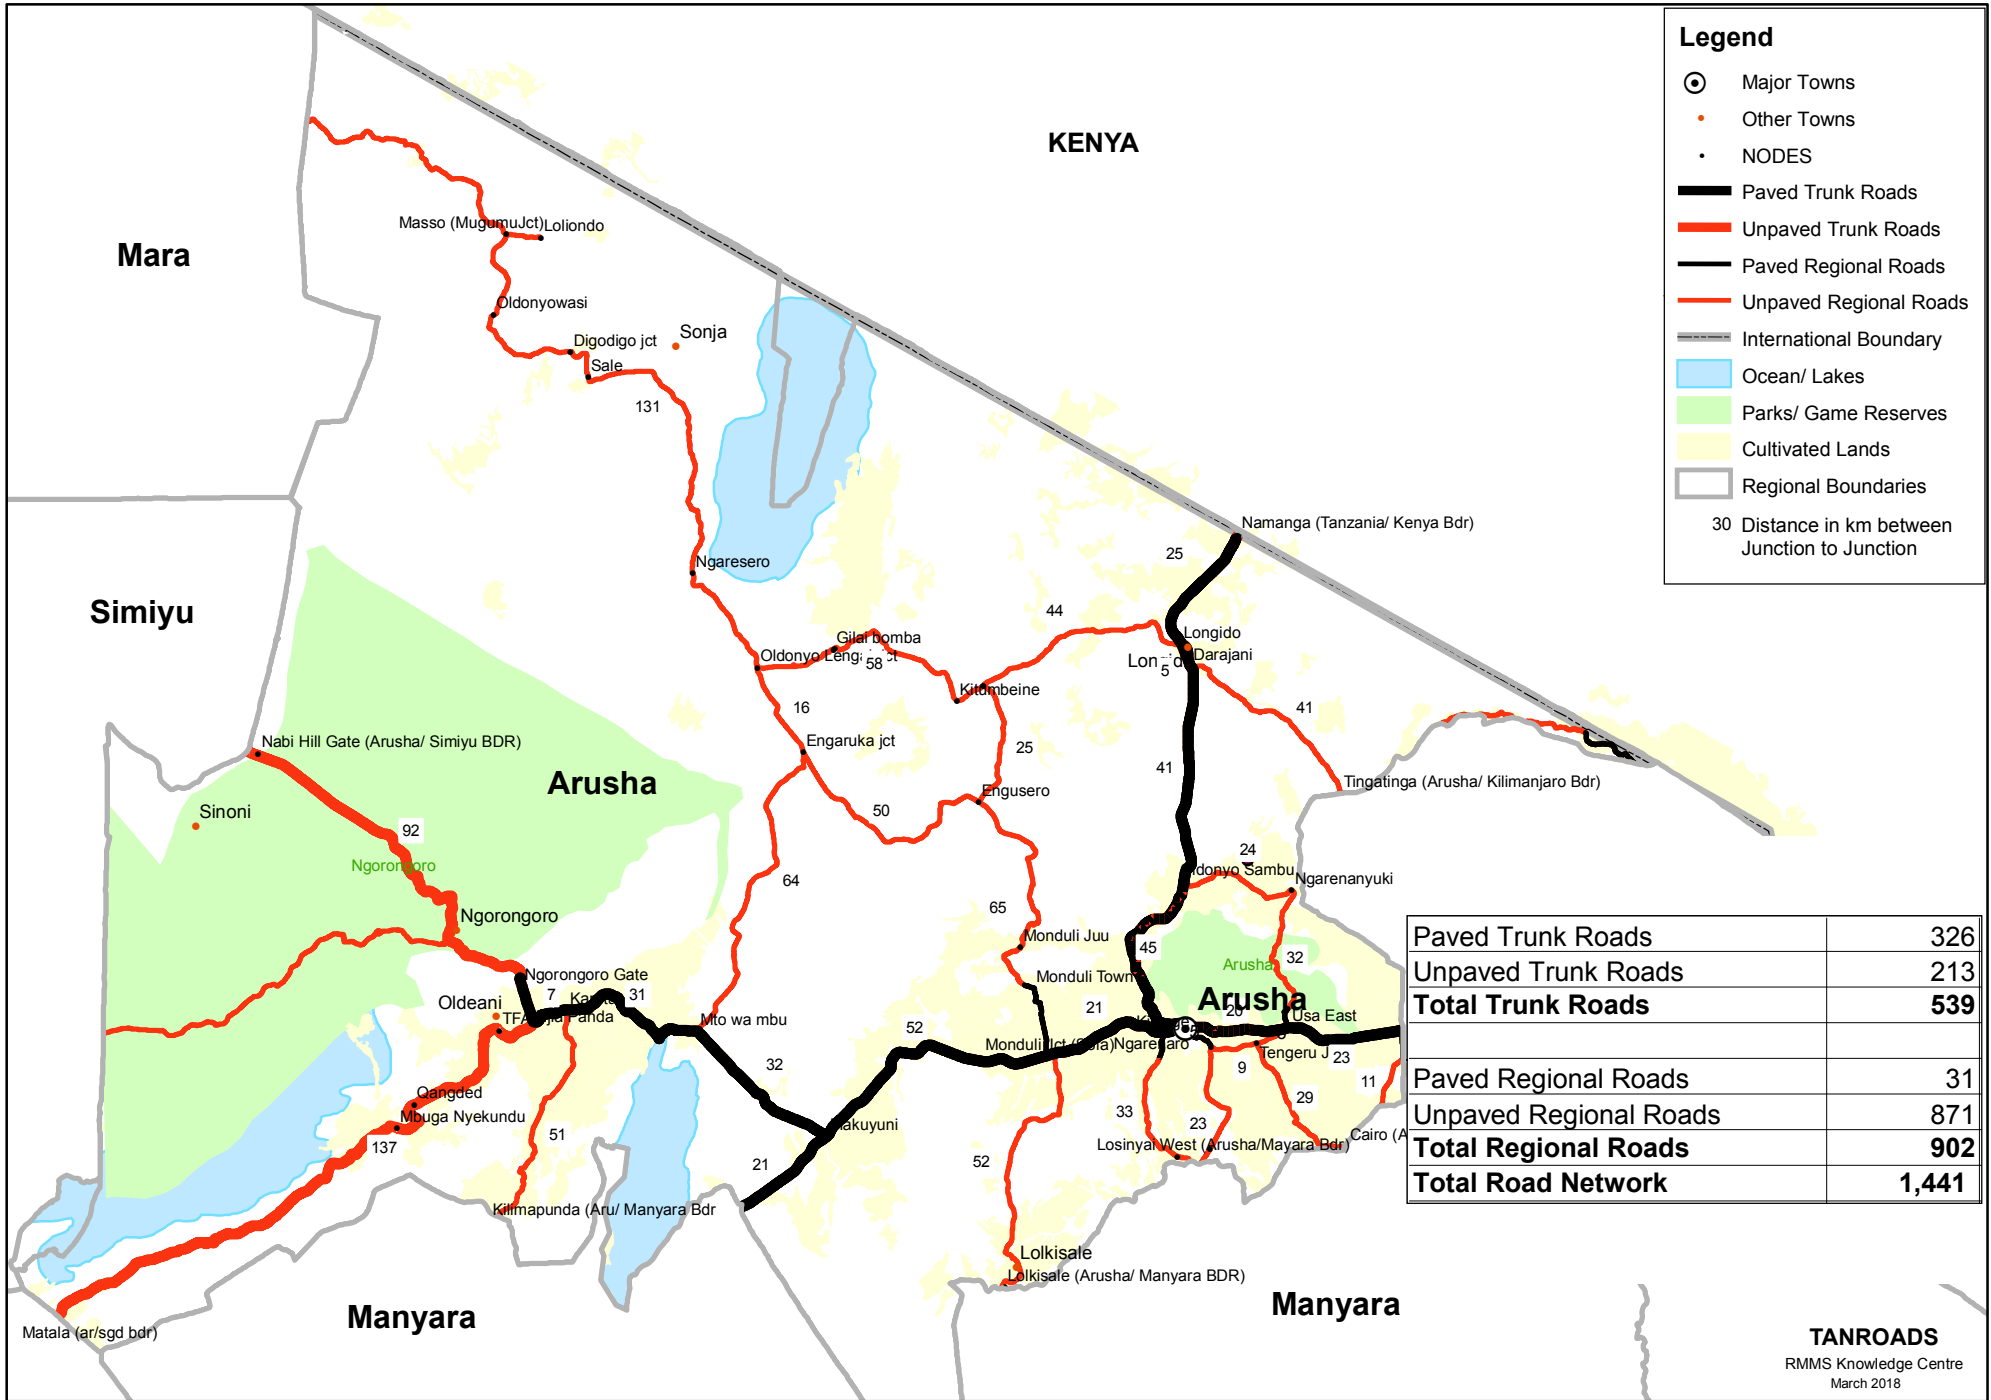 Legend
Major Towns
Other Towns
NODES
Paved Trunk Roads
Unpaved Trunk Roads
Paved Regional Roads
Unpaved Regional Roads
International Boundary
Ocean/ Lakes
Parks/ Game Reserves
Cultivated Lands
Regional Boundaries
30 Distance in km between
Junction to Junction
KENYA
Mara
Masso (MugumuJct) Loliondo
Oldonyowasi
Digodigo jct
Sonja
Sale
131
Namanga (Tanzania/ Kenya Bdr)
25
Ngaresero
Simiyu
44
Gilai bomba
Longido
Oldonyo
58
Darajani
5
Kitumbeine
16
41
Engaruka jct
Nabi Hill Gate (Arusha/ Simiyu BDR)
25
41
Arusha
Tingatinga (Arusha/ Kilimanjaro Bdr)
Engusero
Sinoni
50
92
Ngorongoro
24
Sambu
Ngarenanyuki
64
65
Ngorongoro
Monduli Juu
45
32
Arusha
Ngorongoro Gate
Monduli Town
Oldeani
7
31
21
Arusha
20
Usa East
TFA
Panda
Mto wa mbu
52
Monduli Jct
Ngarenaro
Tengeru J
23
32
9
11
Qangded
29
Mbuga Nyekundu
33
23
137
51
Losinyai West (Arusha/Mayara Bdr)
Cairo (A
21
52
Kilimapunda (Aru/ Manyara Bdr
Lolkisale
Lolkisale (Arusha/ Manyara BDR)
Manyara
Manyara
Matala (ar/sgd bdr)
Paved Trunk Roads 326
Unpaved Trunk Roads 213
Total Trunk Roads 539
Paved Regional Roads 31
Unpaved Regional Roads 871
Total Regional Roads 902
Total Road Network 1,441
TANROADS
RMMS Knowledge Centre
March 2018